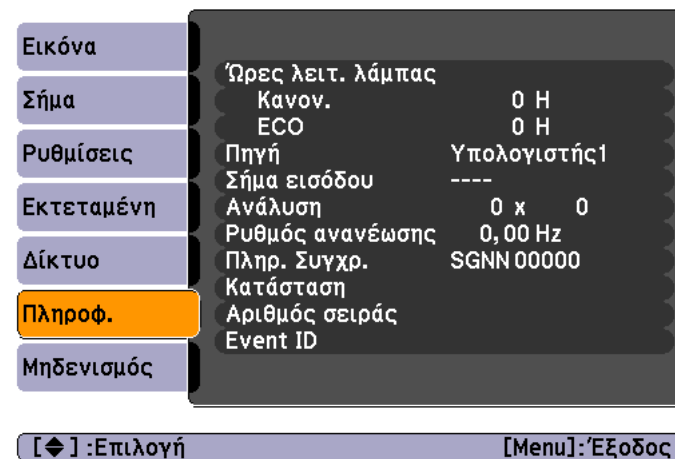 Εικόνα
Σήμα
Ρυθμίσεις
Εκτεταμένη
Δίκτυο
Πληροφ.
Μηδενισμός
Ώρες λειτ. λάμπας
Κανον. 0 H
ECO 0 H
Πηγή Υπολογιστής1
Σήμα εισόδου ----
Ανάλυση 0 x 0
Ρυθμός ανανέωσης 0,00 Hz
Πληρ. Συγχρ. SGNN 00000
Κατάσταση
Αριθμός σειράς
Event ID
[◆] :Επιλογή [Menu]:Έξοδος